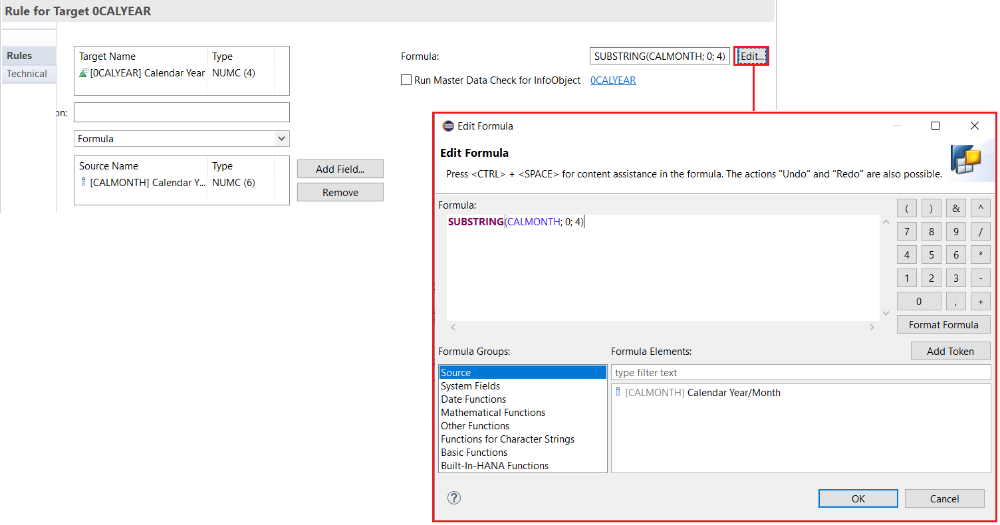 Rule for Target 0CALYEAR
Rules
Technical
Target Name Type
[0CALYEAR] Calendar Year NUMC (4)
on:
Formula
Source Name Type
[CALMONTH] Calendar Y... NUMC (6)
Add Field...
Remove
Formula: SUBSTRING(CALMONTH; 0; 4) Edit...
Run Master Data Check for InfoObject 0CALYEAR
Edit Formula
Edit Formula
Press <CTRL> + <SPACE> for content assistance in the formula. The actions "Undo" and "Redo" are also possible.
Formula:
SUBSTRING(CALMONTH; 0; 4)
( ) & ^
7 8 9 /
4 5 6 *
1 2 3 -
0 , +
Format Formula
Add Token
Formula Groups:
Source
System Fields
Date Functions
Mathematical Functions
Other Functions
Functions for Character Strings
Basic Functions
Built-In-HANA Functions
Formula Elements:
type filter text
[CALMONTH] Calendar Year/Month
?
OK
Cancel